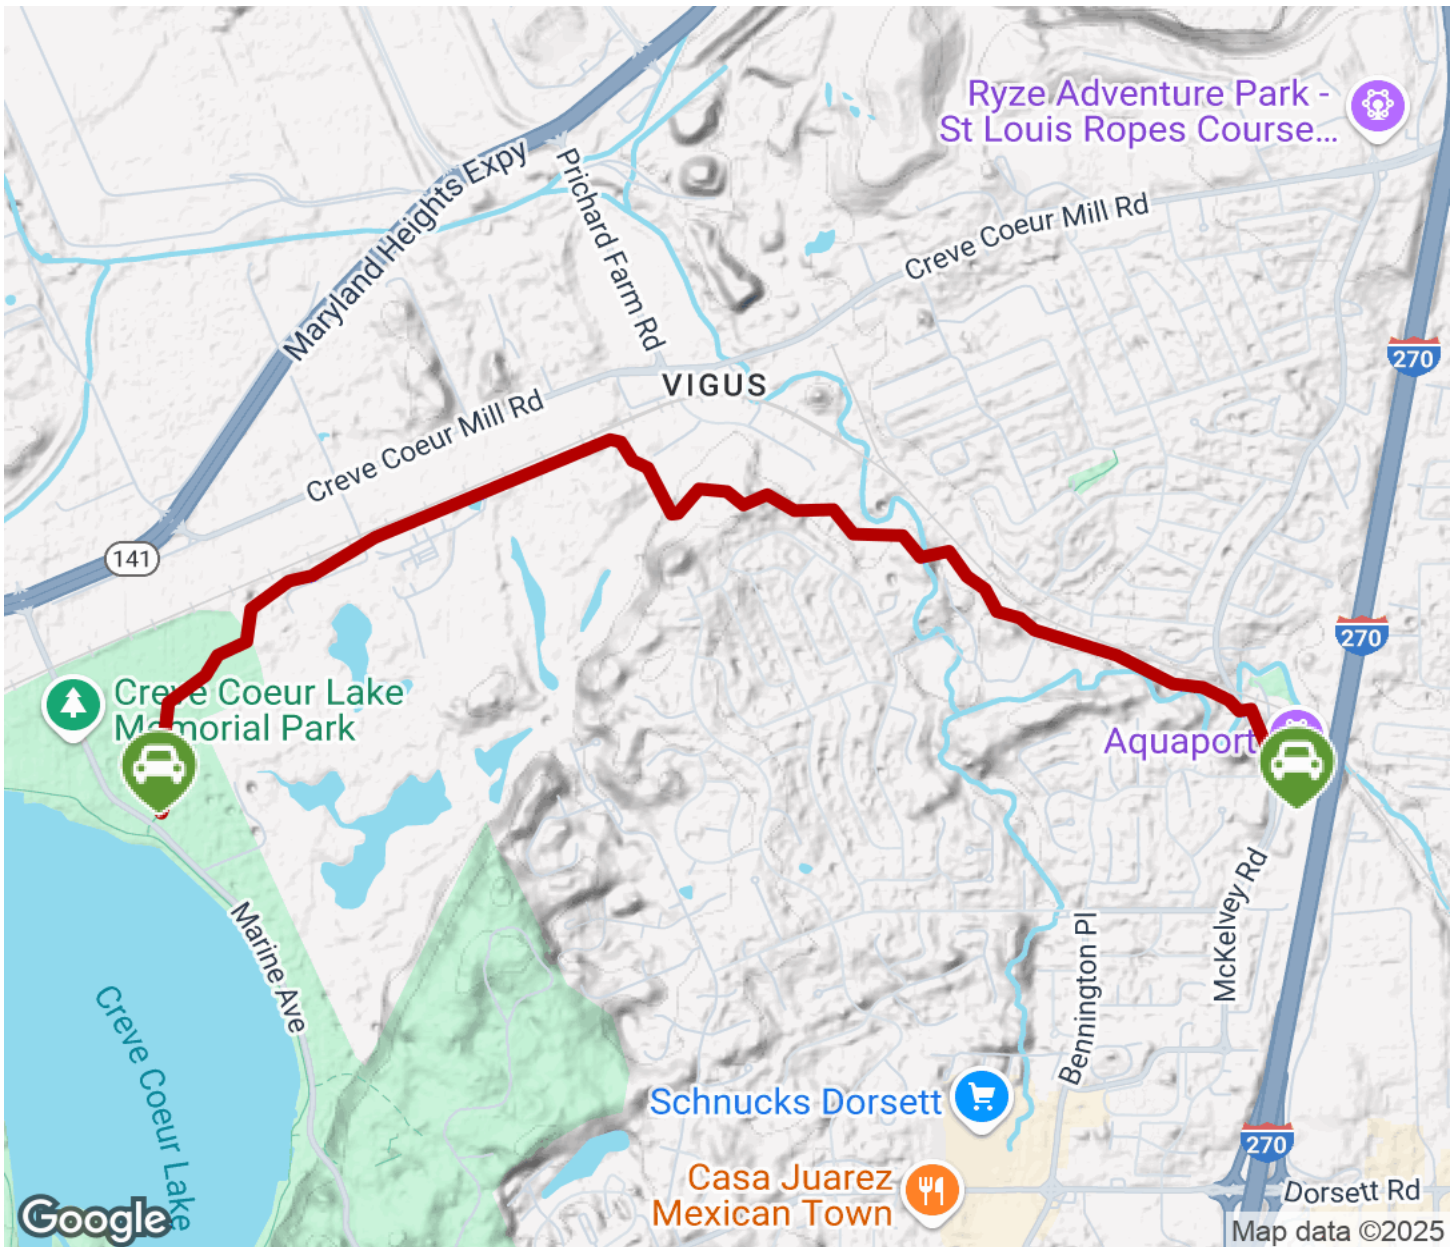 Ryze Adventure Park -
St Louis Ropes Course...
Maryland Heights Expy
Prichard Farm Rd
Creve Coeur Mill Rd
270
VIGUS
Creve Coeur Mill Rd
141
270
Creve Coeur Lake
Memorial Park
Aquaport
McKelvey Rd
Marine Ave
Bennington Pl
Creve Coeur Lake
Schnucks Dorsett
270
Casa Juarez
Mexican Town
Dorsett Rd
Google
Map data ©2025